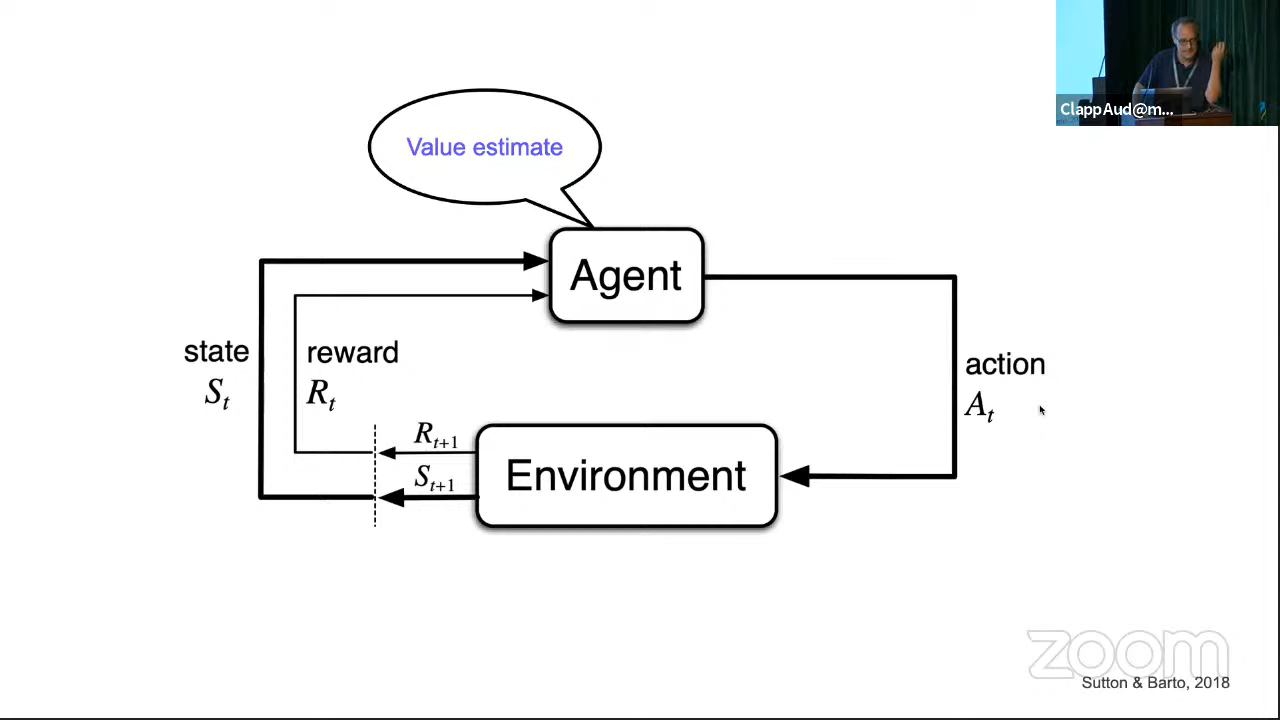 ClappAud@m...
Value estimate
Agent
state
S_t
reward
R_t
action
A_t
R_{t+1}
S_{t+1}
Environment
zoom
Sutton & Barto, 2018